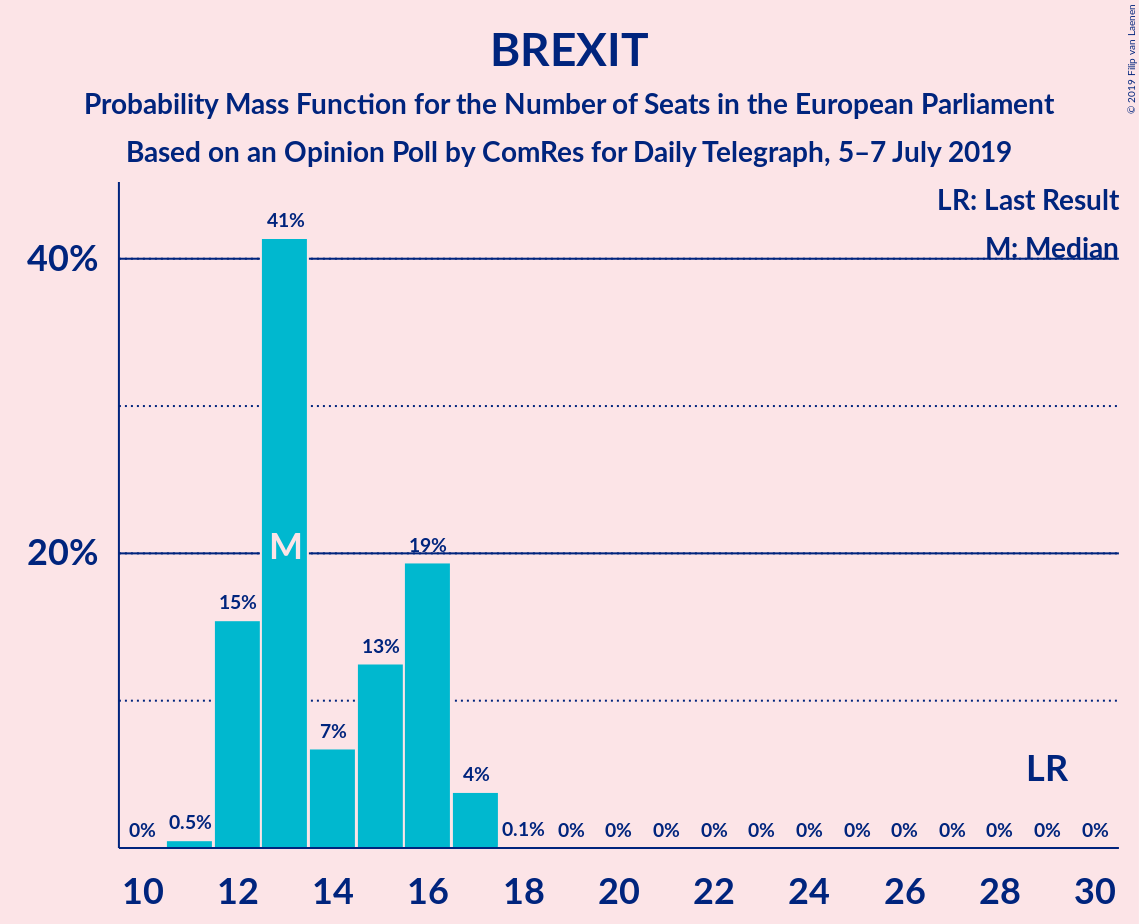 BREXIT
Probability Mass Function for the Number of Seats in the European Parliament
Based on an Opinion Poll by ComRes for Daily Telegraph, 5–7 July 2019
© 2019 Filip van Laenen
LR: Last Result
M: Median
40%
20%
0%
0.5%
15%
41%
M
7%
13%
19%
4%
0.1%
0%
0%
0%
0%
0%
0%
0%
0%
0%
0%
0%
0%
LR
10 12 14 16 18 20 22 24 26 28 30